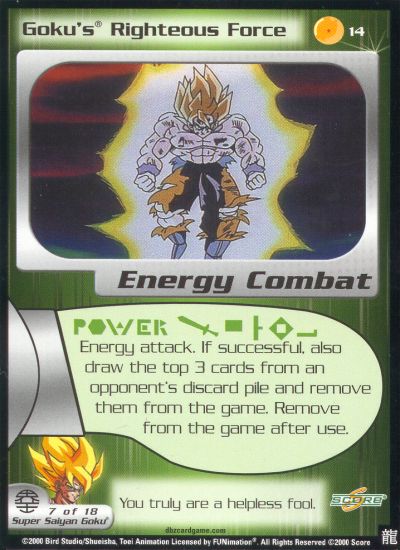 Goku's® Righteous Force
14
Energy Combat
POWER
Energy attack. If successful, also
draw the top 3 cards from an
opponent's discard pile and remove
them from the game. Remove
from the game after use.
7 of 18
Super Saiyan Goku®
You truly are a helpless fool.
SCORE®
dbzcardgame.com
龍
©2000 Bird Studio/Shueisha, Toei Animation Licensed by FUNimation®. All Rights Reserved ©2000 Score